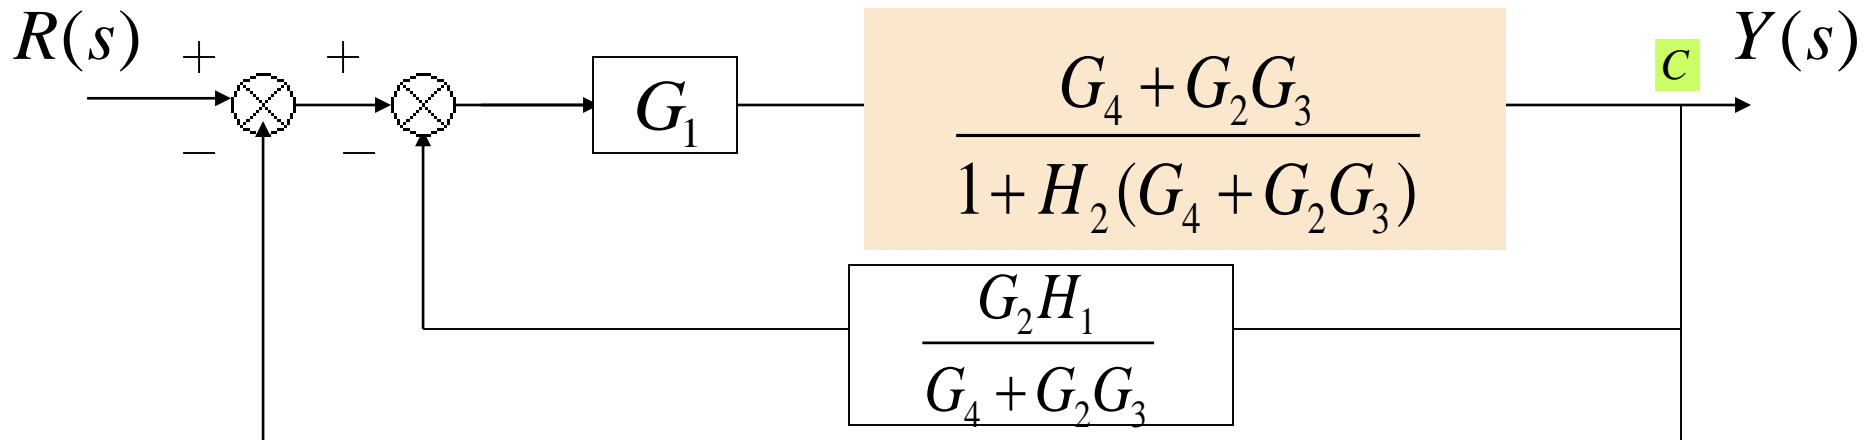 R(s) + + G₁ C Y(s)
G₄ + G₂G₃
1 + H₂(G₄ + G₂G₃)
− −
G₂H₁
G₄ + G₂G₃